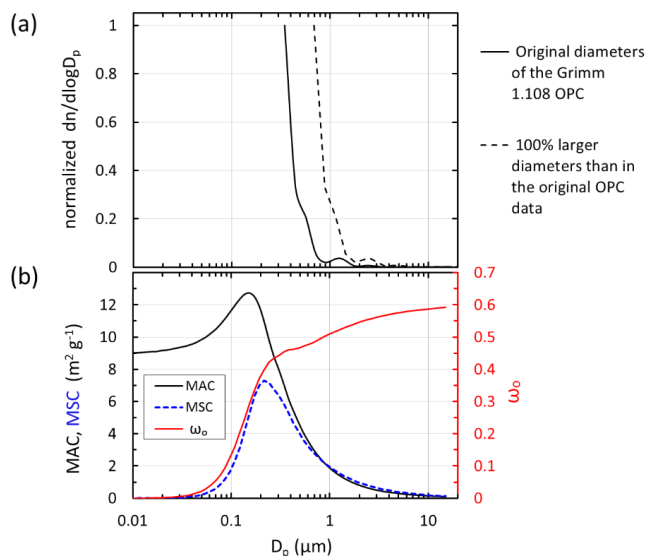 (a)
normalized dn/dlogDp
1
0.8
0.6
0.4
0.2
0
Original diameters
of the Grimm
1.108 OPC
100% larger
diameters than in
the original OPC
data
(b)
MAC, MSC (m² g⁻¹)
12
10
8
6
4
2
0
MAC
MSC
ωo
0.7
0.6
0.5
0.4
0.3
0.2
0.1
0
ωo
0.01
0.1
1
10
Dp (µm)